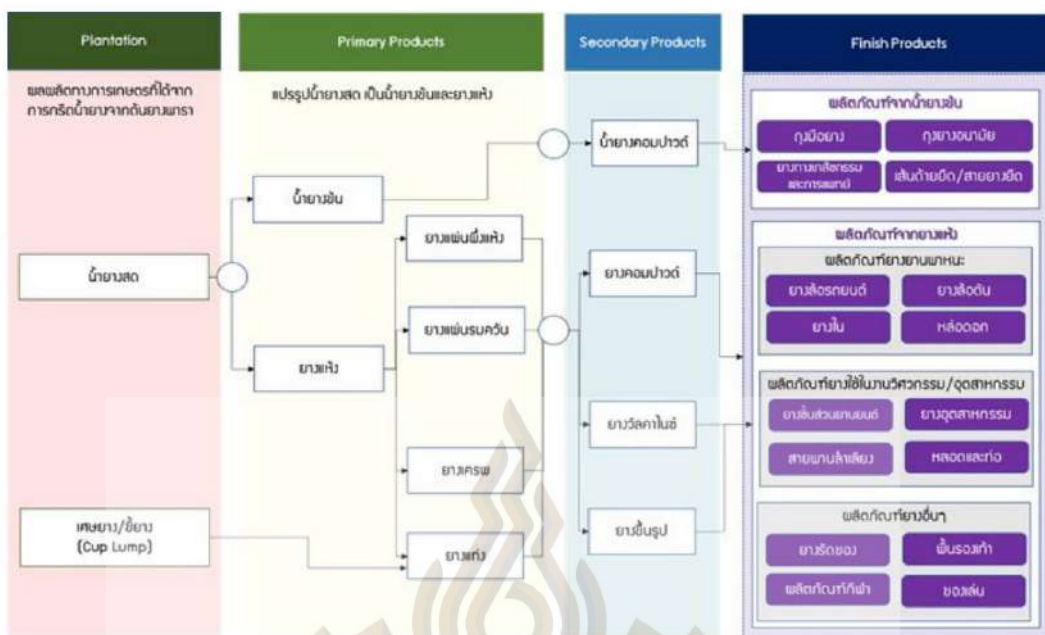 Plantation
Primary Products
Secondary Products
Finish Products
ผลผลิตทางการเกษตรที่ได้จาก
การกรีดน้ำยางจากต้นยางพารา
แปรรูปน้ำยางสด เป็นน้ำยางข้นและยางแห้ง
น้ำยางสด
เศษยาง/ขี้ยาง
(Cup Lump)
น้ำยางข้น
ยางแห้ง
ยางแผ่นผึ่งแห้ง
ยางแผ่นรมควัน
ยางเครพ
ยางแท่ง
น้ำยางคอมปาวด์
ยางคอมปาวด์
ยางวัลคาไนซ์
ยางขึ้นรูป
ผลิตภัณฑ์จากน้ำยางข้น
ถุงมือยาง
ถุงยางอนามัย
ยางทางเภสัชกรรม
และการแพทย์
เส้นด้ายยืด/สายยางยืด
ผลิตภัณฑ์จากยางแห้ง
ผลิตภัณฑ์ยางยานพาหนะ
ยางล้อรถยนต์
ยางล้อตัน
ยางใน
หล่อดอก
ผลิตภัณฑ์ยางใช้ในงานวิศวกรรม/อุตสาหกรรม
ยางชิ้นส่วนยานยนต์
ยางอุตสาหกรรม
สายพานลำเลียง
หลอดและท่อ
ผลิตภัณฑ์ยางอื่นๆ
ยางรัดของ
พื้นรองเท้า
ผลิตภัณฑ์กีฬา
ของเล่น